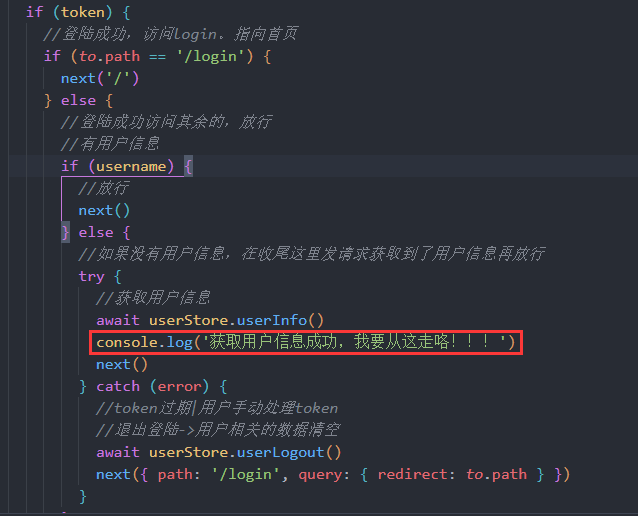 if (token) {
//登陆成功，访问login。指向首页
if (to.path == '/login') {
next('/')
} else {
//登陆成功访问其余的，放行
//有用户信息
if (username) {
//放行
next()
} else {
//如果没有用户信息，在收尾这里发请求获取到了用户信息再放行
try {
//获取用户信息
await userStore.userInfo()
console.log('获取用户信息成功，我要从这走咯！！！')
next()
} catch (error) {
//token过期|用户手动处理token
//退出登陆->用户相关的数据清空
await userStore.userLogout()
next({ path: '/login', query: { redirect: to.path } })
}